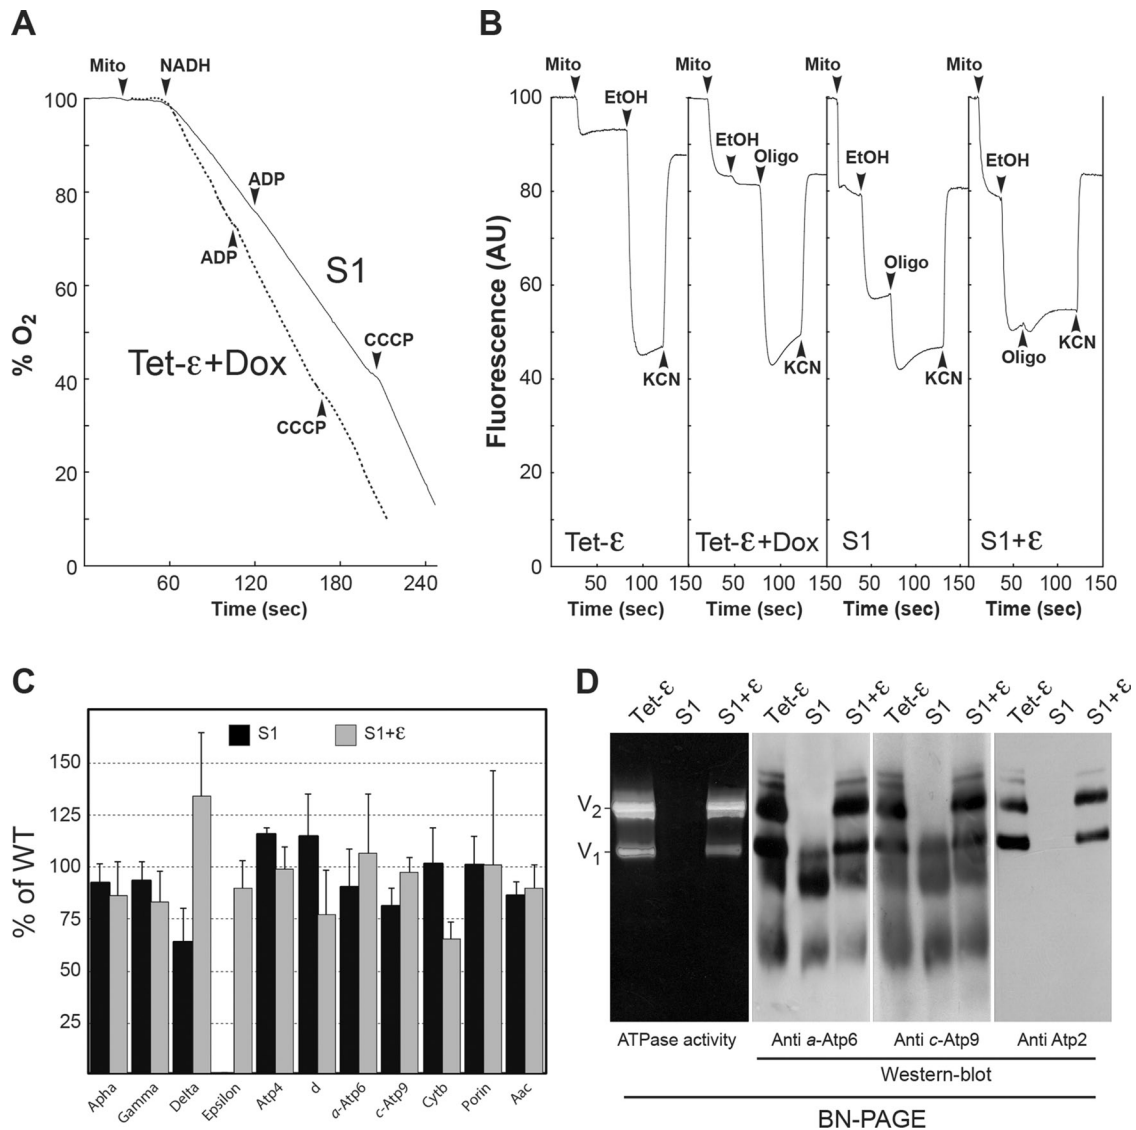 A
Mito
NADH
100
80
60
40
20
0
% O2
ADP
ADP
S1
CCCP
Tet-ε+Dox
CCCP
60
120
180
240
Time (sec)
B
Mito
Mito
Mito
Mito
EtOH
EtOH
Oligo
EtOH
EtOH
100
80
60
40
20
0
Fluorescence (AU)
Oligo
Oligo
KCN
KCN
KCN
KCN
Tet-ε
Tet-ε+Dox
S1
S1+ε
50 100 150 50 100 150 50 100 150 50 100 150
Time (sec) Time (sec) Time (sec) Time (sec)
C
S1
S1+ε
150
125
100
75
50
25
% of WT
Apha
Gamma
Delta
Epsilon
Atp4
d
a-Atp6
c-Atp9
Cytb
Porin
Aac
D
Tet-ε S1 S1+ε Tet-ε S1 S1+ε Tet-ε S1 S1+ε Tet-ε S1 S1+ε
V2
V1
ATPase activity
Anti a-Atp6
Anti c-Atp9
Anti Atp2
Western-blot
BN-PAGE